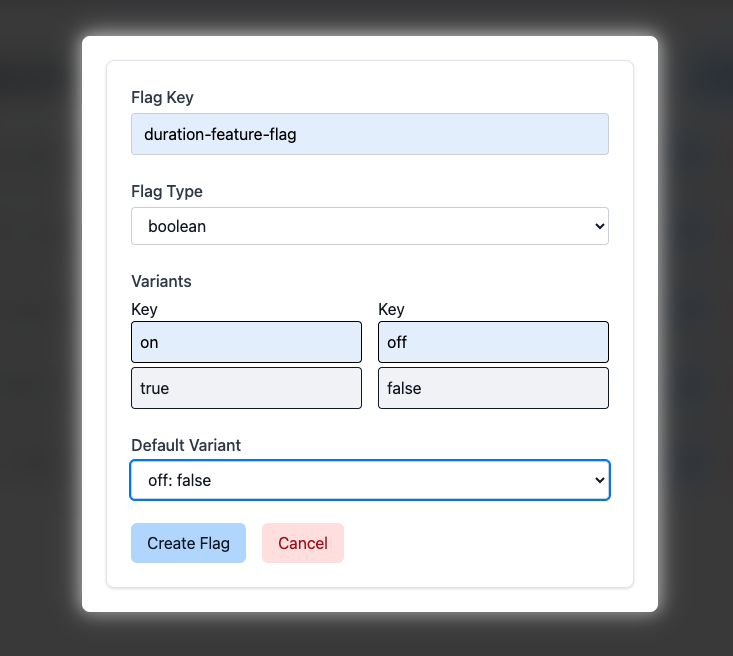 Flag Key
duration-feature-flag
Flag Type
boolean
Variants
Key Key
on off
true false
Default Variant
off: false
Create Flag Cancel